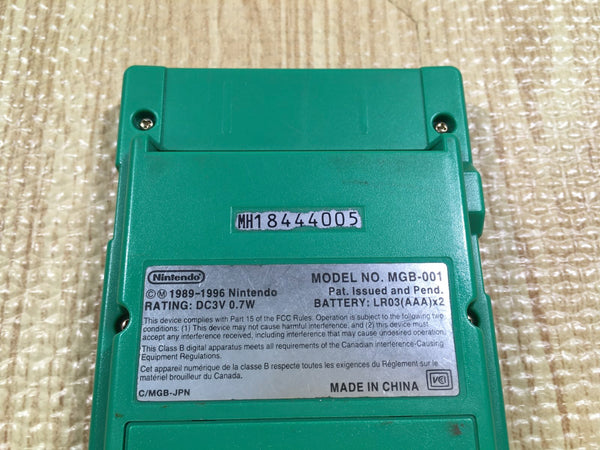 MH18444005
Nintendo
MODEL NO. MGB-001
©Ⓜ 1989-1996 Nintendo
Pat. Issued and Pend.
RATING: DC3V 0.7W
BATTERY: LR03(AAA)x2
This device complies with Part 15 of the FCC Rules. Operation is subject to the following two
conditions: (1) This device may not cause harmful interference, and (2) this device must
accept any interference received, including interference that may cause undesired operation.
This Class B digital apparatus meets all requirements of the Canadian Interference-Causing
Equipment Regulations.
Cet appareil numérique de la classe B respecte toutes les exigences du Règlement sur le
matériel brouilleur du Canada.
MADE IN CHINA
VCI
C/MGB-JPN